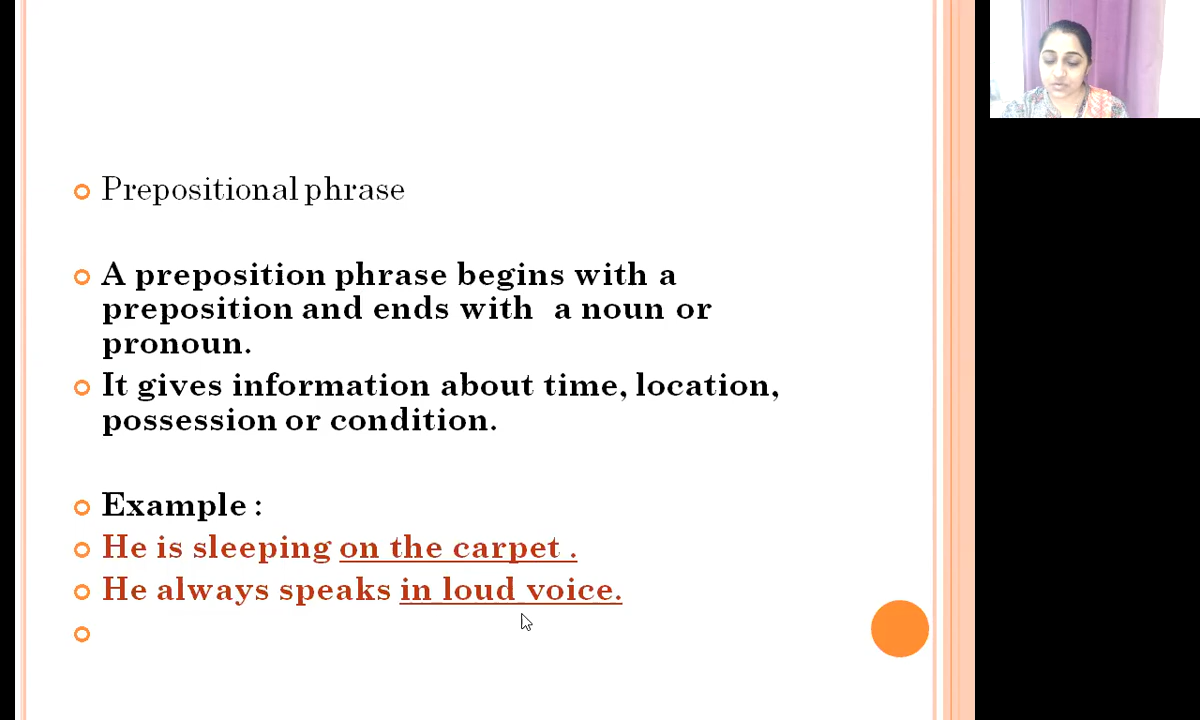 Prepositional phrase
A preposition phrase begins with a
preposition and ends with a noun or
pronoun.
It gives information about time, location,
possession or condition.
Example :
He is sleeping on the carpet .
He always speaks in loud voice.